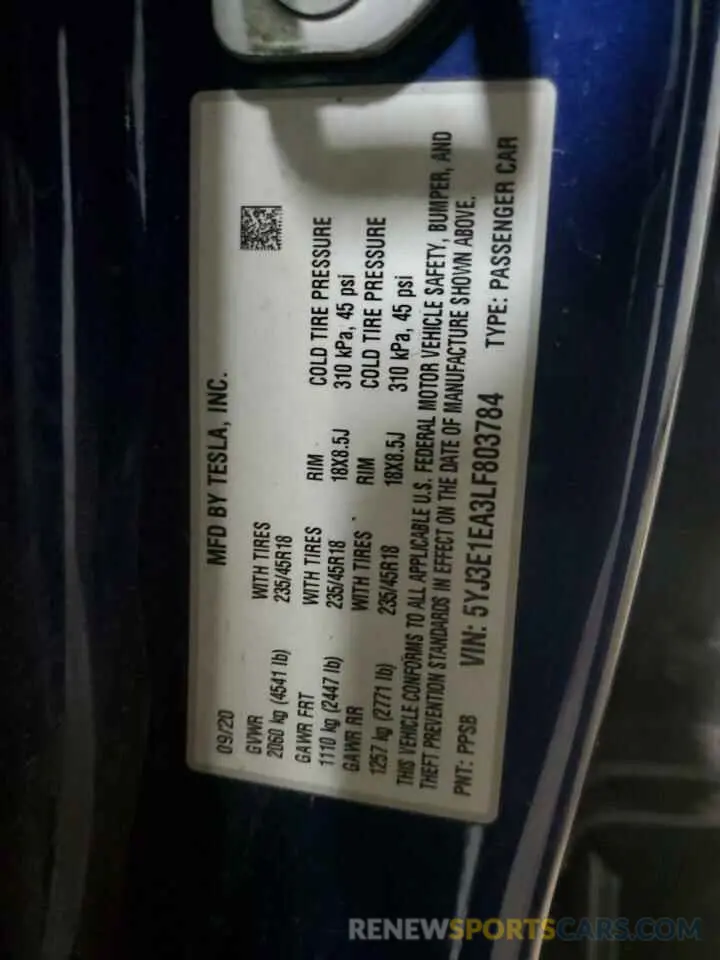 09/20 MFD BY TESLA, INC.
GVWR WITH TIRES
2060 kg (4541 lb) 235/45R18
GAWR FRT WITH TIRES RIM COLD TIRE PRESSURE
1110 kg (2447 lb) 235/45R18 18X8.5J 310 kPa, 45 psi
GAWR RR WITH TIRES RIM COLD TIRE PRESSURE
1257 kg (2771 lb) 235/45R18 18X8.5J 310 kPa, 45 psi
THIS VEHICLE CONFORMS TO ALL APPLICABLE U.S. FEDERAL MOTOR VEHICLE SAFETY, BUMPER, AND
THEFT PREVENTION STANDARDS IN EFFECT ON THE DATE OF MANUFACTURE SHOWN ABOVE.
PNT: PPSB VIN: 5YJ3E1EA3LF803784 TYPE: PASSENGER CAR
RENEWSPORTSCARS.COM